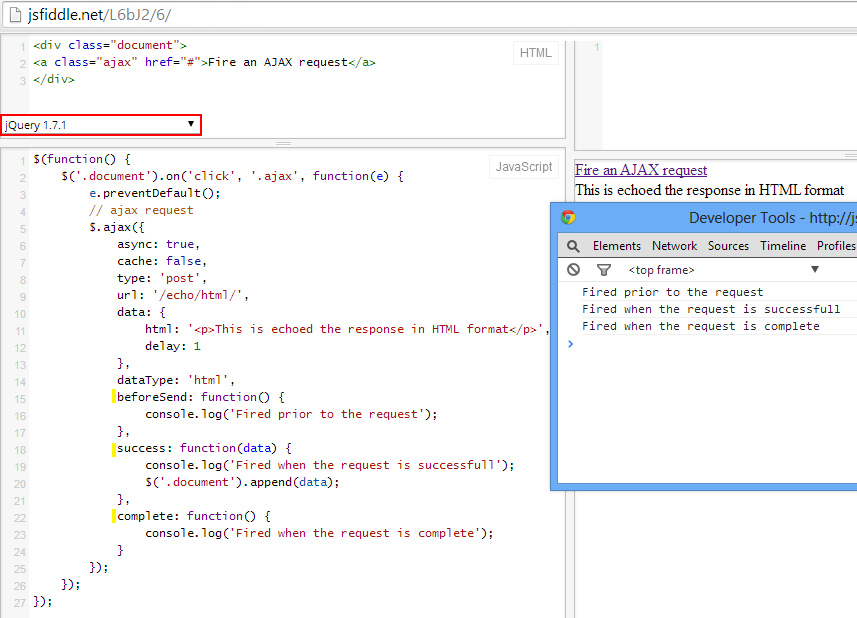 jsfiddle.net/L6bJ2/6/
1 <div class="document">
2 <a class="ajax" href="#">Fire an AJAX request</a>
3 </div>
HTML
jQuery 1.7.1
1 $(function() {
2 $('.document').on('click', '.ajax', function(e) {
3 e.preventDefault();
4 // ajax request
5 $.ajax({
6 async: true,
7 cache: false,
8 type: 'post',
9 url: '/echo/html/',
10 data: {
11 html: '<p>This is echoed the response in HTML format</p>',
12 delay: 1
13 },
14 dataType: 'html',
15 beforeSend: function() {
16 console.log('Fired prior to the request');
17 },
18 success: function(data) {
19 console.log('Fired when the request is successfull');
20 $('.document').append(data);
21 },
22 complete: function() {
23 console.log('Fired when the request is complete');
24 }
25 });
26 });
27 });
JavaScript
1
Fire an AJAX request
This is echoed the response in HTML format
Developer Tools - http://js
Elements Network Sources Timeline Profiles
<top frame>
Fired prior to the request
Fired when the request is successfull
Fired when the request is complete